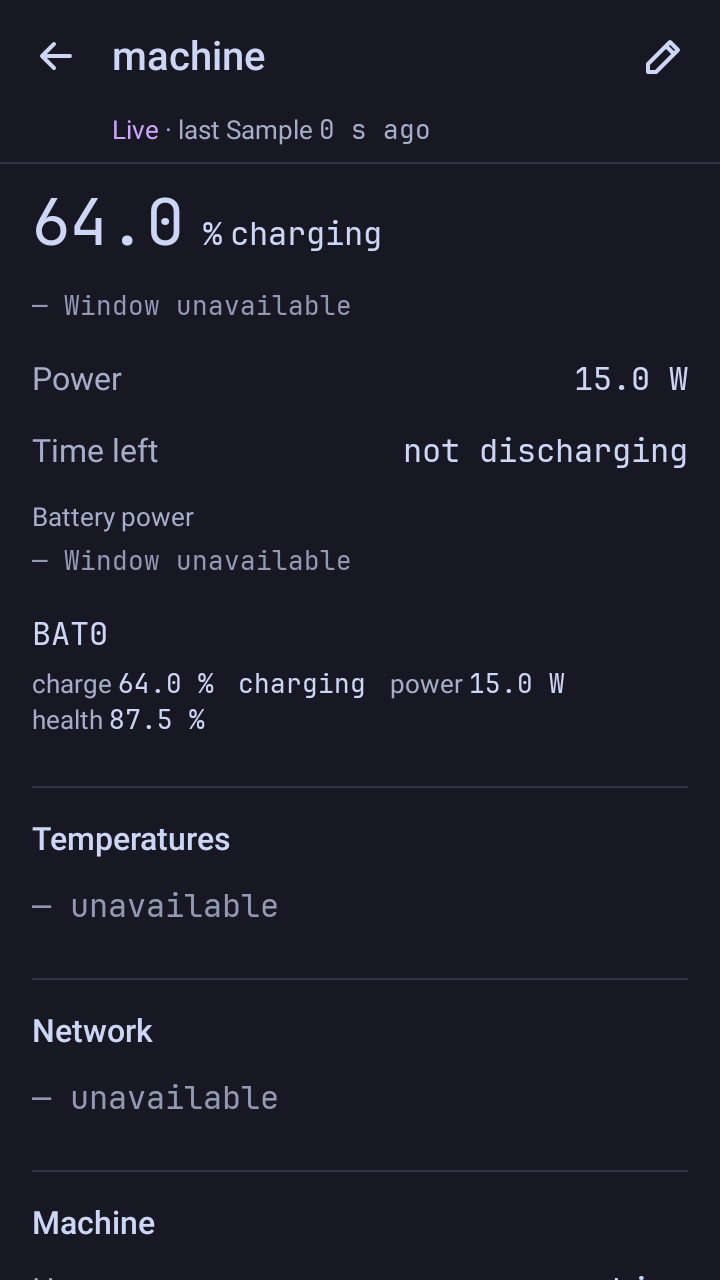 machine
Live · last Sample 0 s ago
64.0 % charging
— Window unavailable
Power 15.0 W
Time left not discharging
Battery power
— Window unavailable
BAT0
charge 64.0 % charging power 15.0 W
health 87.5 %
Temperatures
— unavailable
Network
— unavailable
Machine